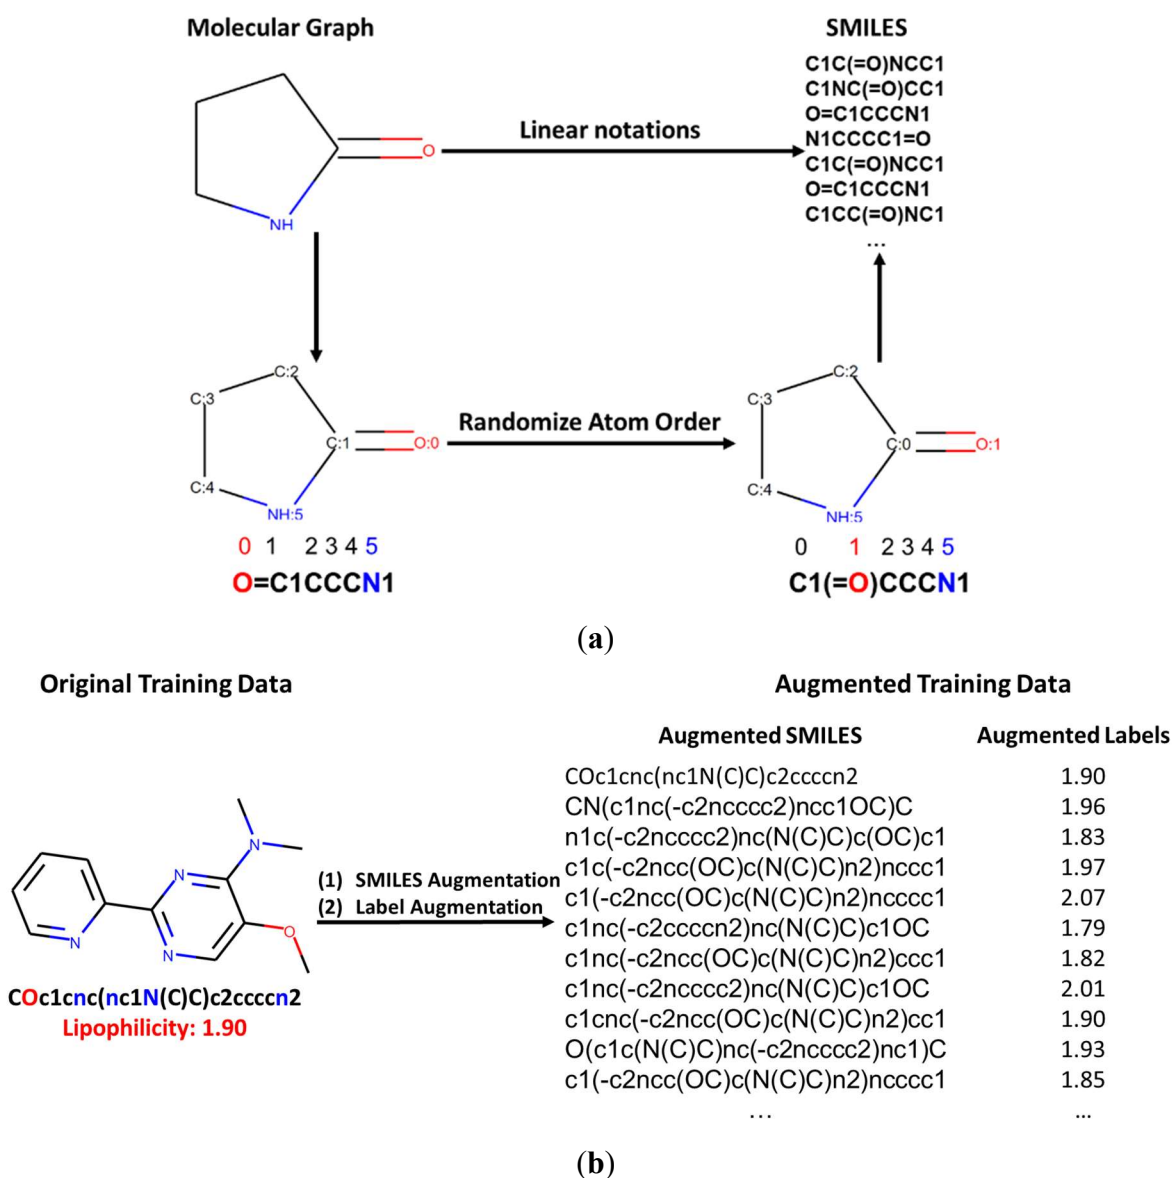 Molecular Graph SMILES
C1C(=O)NCC1
C1NC(=O)CC1
O=C1CCCN1
Linear notations
N1CCCC1=O
O
C1C(=O)NCC1
O=C1CCCN1
C1CC(=O)NC1
NH
...
C:2 C:2
C:3 C:3
Randomize Atom Order
C:1 O:0 C:0 O:1
C:4 C:4
NH:5 NH:5
0 1 2 3 4 5 0 1 2 3 4 5
O=C1CCCN1 C1(=O)CCCN1
(a)
Original Training Data Augmented Training Data
Augmented SMILES Augmented Labels
COc1cnc(nc1N(C)C)c2ccccn2 1.90
CN(c1nc(-c2ncccc2)ncc1OC)C 1.96
n1c(-c2ncccc2)nc(N(C)C)c(OC)c1 1.83
N
c1c(-c2ncc(OC)c(N(C)C)n2)nccc1 1.97
N
(1) SMILES Augmentation
c1(-c2ncc(OC)c(N(C)C)n2)ncccc1 2.07
(2) Label Augmentation
c1nc(-c2ccccn2)nc(N(C)C)c1OC 1.79
O
N
N
c1nc(-c2ncc(OC)c(N(C)C)n2)ccc1 1.82
c1nc(-c2ncccc2)nc(N(C)C)c1OC 2.01
COc1cnc(nc1N(C)C)c2ccccn2
c1cnc(-c2ncc(OC)c(N(C)C)n2)cc1 1.90
Lipophilicity: 1.90
O(c1c(N(C)C)nc(-c2ncccc2)nc1)C 1.93
c1(-c2ncc(OC)c(N(C)C)n2)ncccc1 1.85
... ...
(b)